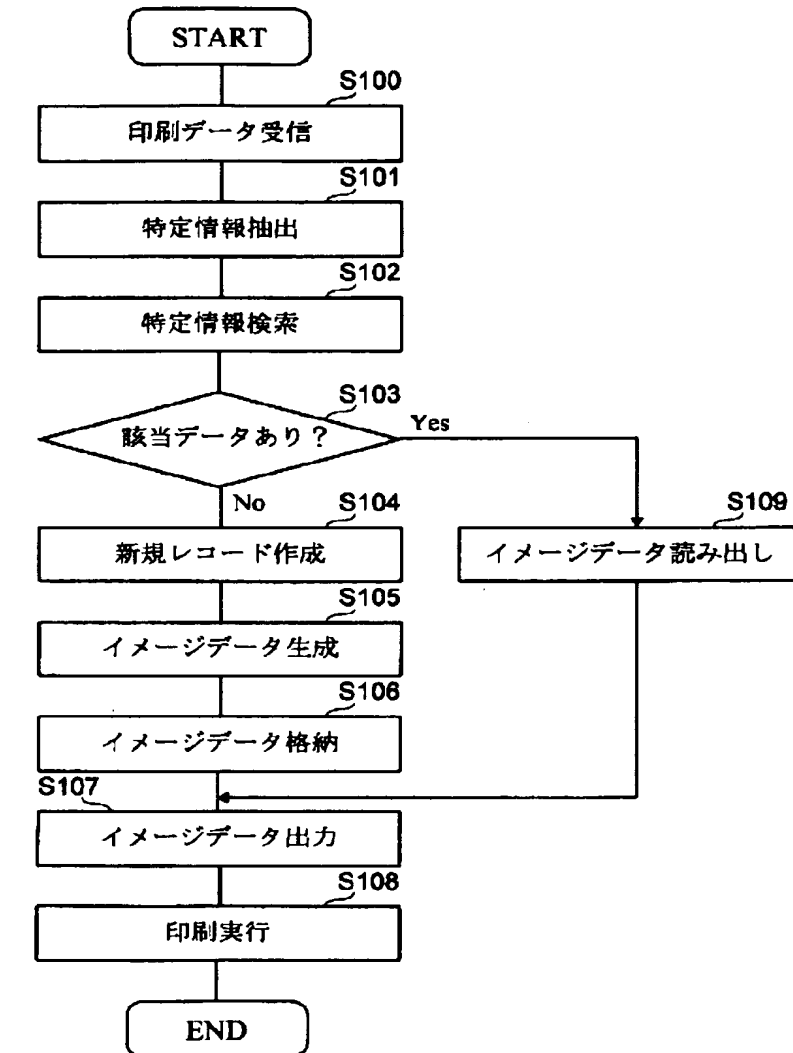 START
S100
印刷データ受信
S101
特定情報抽出
S102
特定情報検索
S103
該当データあり？
Yes
No
S104
新規レコード作成
S109
イメージデータ読み出し
S105
イメージデータ生成
S106
イメージデータ格納
S107
イメージデータ出力
S108
印刷実行
END